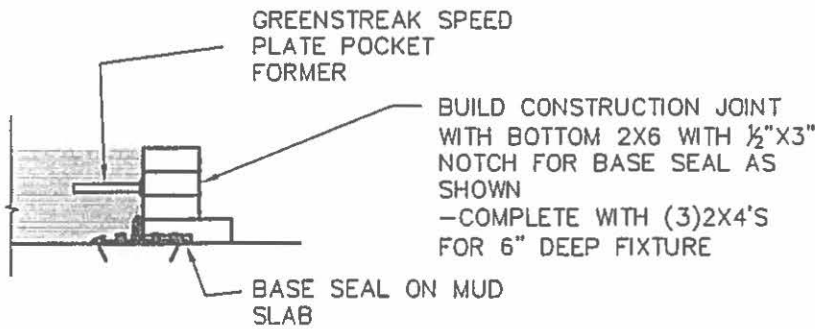 GREENSTREAK SPEED
PLATE POCKET
FORMER
BUILD CONSTRUCTION JOINT
WITH BOTTOM 2X6 WITH ½"X3"
NOTCH FOR BASE SEAL AS
SHOWN
-COMPLETE WITH (3)2X4'S
FOR 6" DEEP FIXTURE
BASE SEAL ON MUD
SLAB